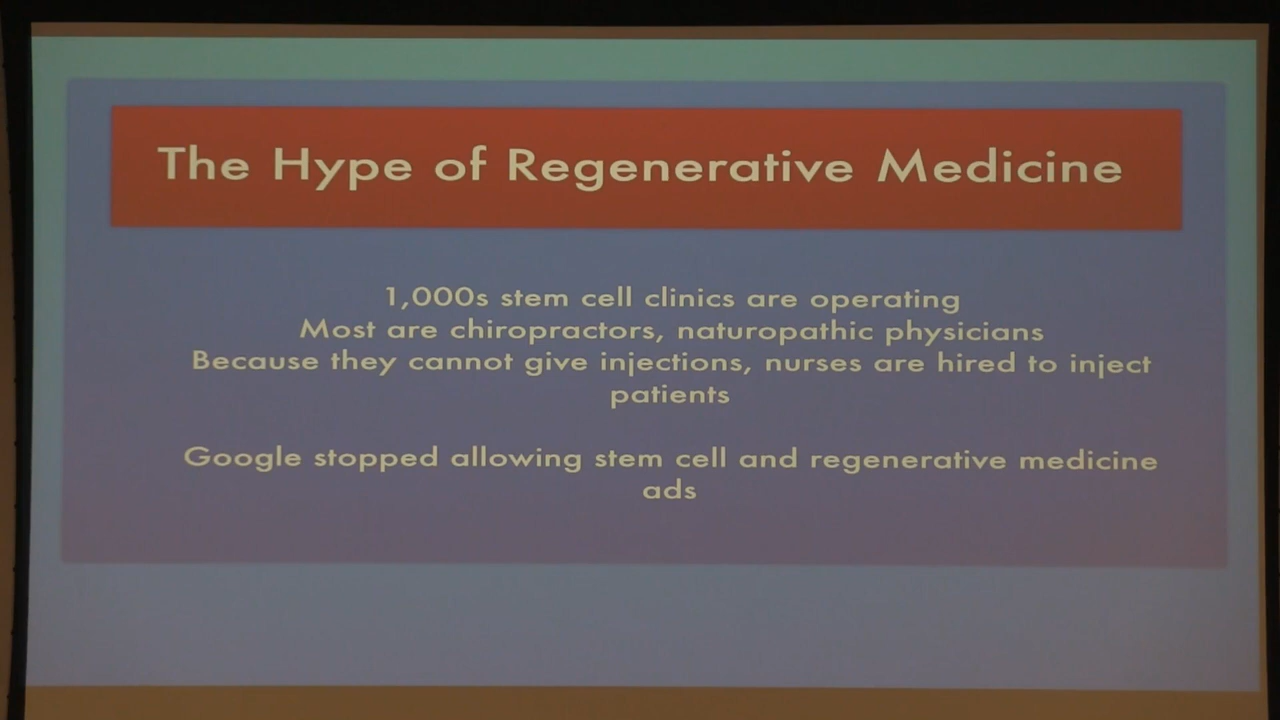 The Hype of Regenerative Medicine
1,000s stem cell clinics are operating
Most are chiropractors, naturopathic physicians
Because they cannot give injections, nurses are hired to inject
patients
Google stopped allowing stem cell and regenerative medicine
ads